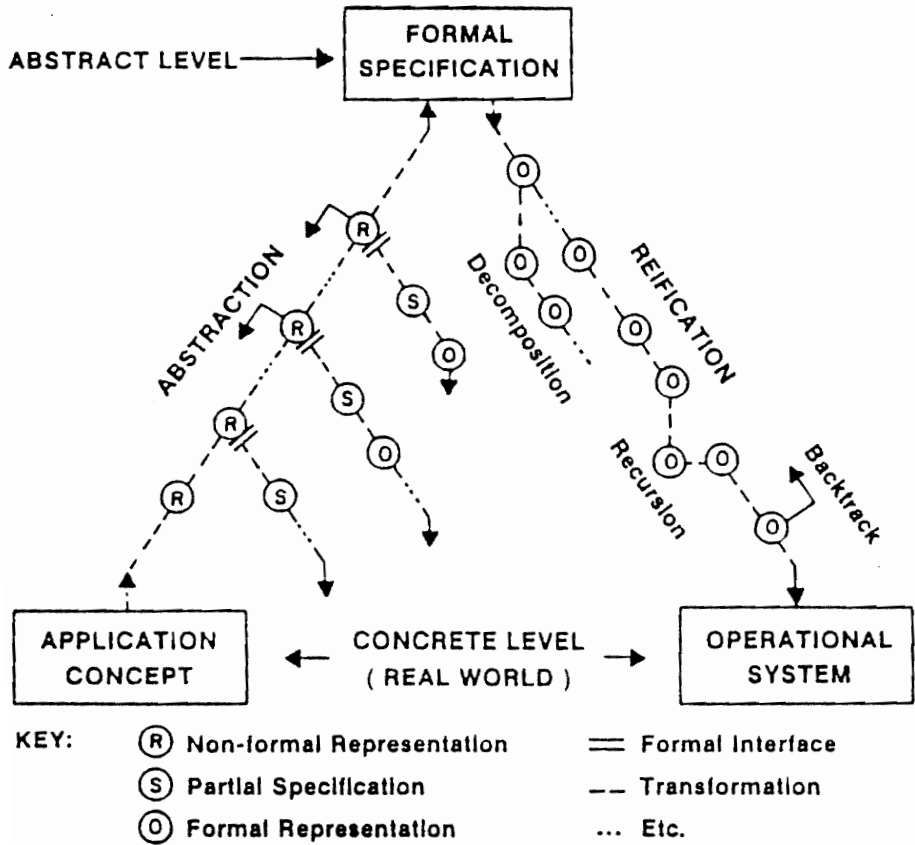 FORMAL
SPECIFICATION
ABSTRACT LEVEL
O
R
O
O
ABSTRACTION
REIFICATION
Decomposition
S
O
R
O
O
S
O
R
O
O
O
Recursion
Backtrack
R
S
O
APPLICATION
CONCEPT
CONCRETE LEVEL
( REAL WORLD )
OPERATIONAL
SYSTEM
KEY:
R Non-formal Representation
== Formal Interface
S Partial Specification
-- Transformation
O Formal Representation
... Etc.